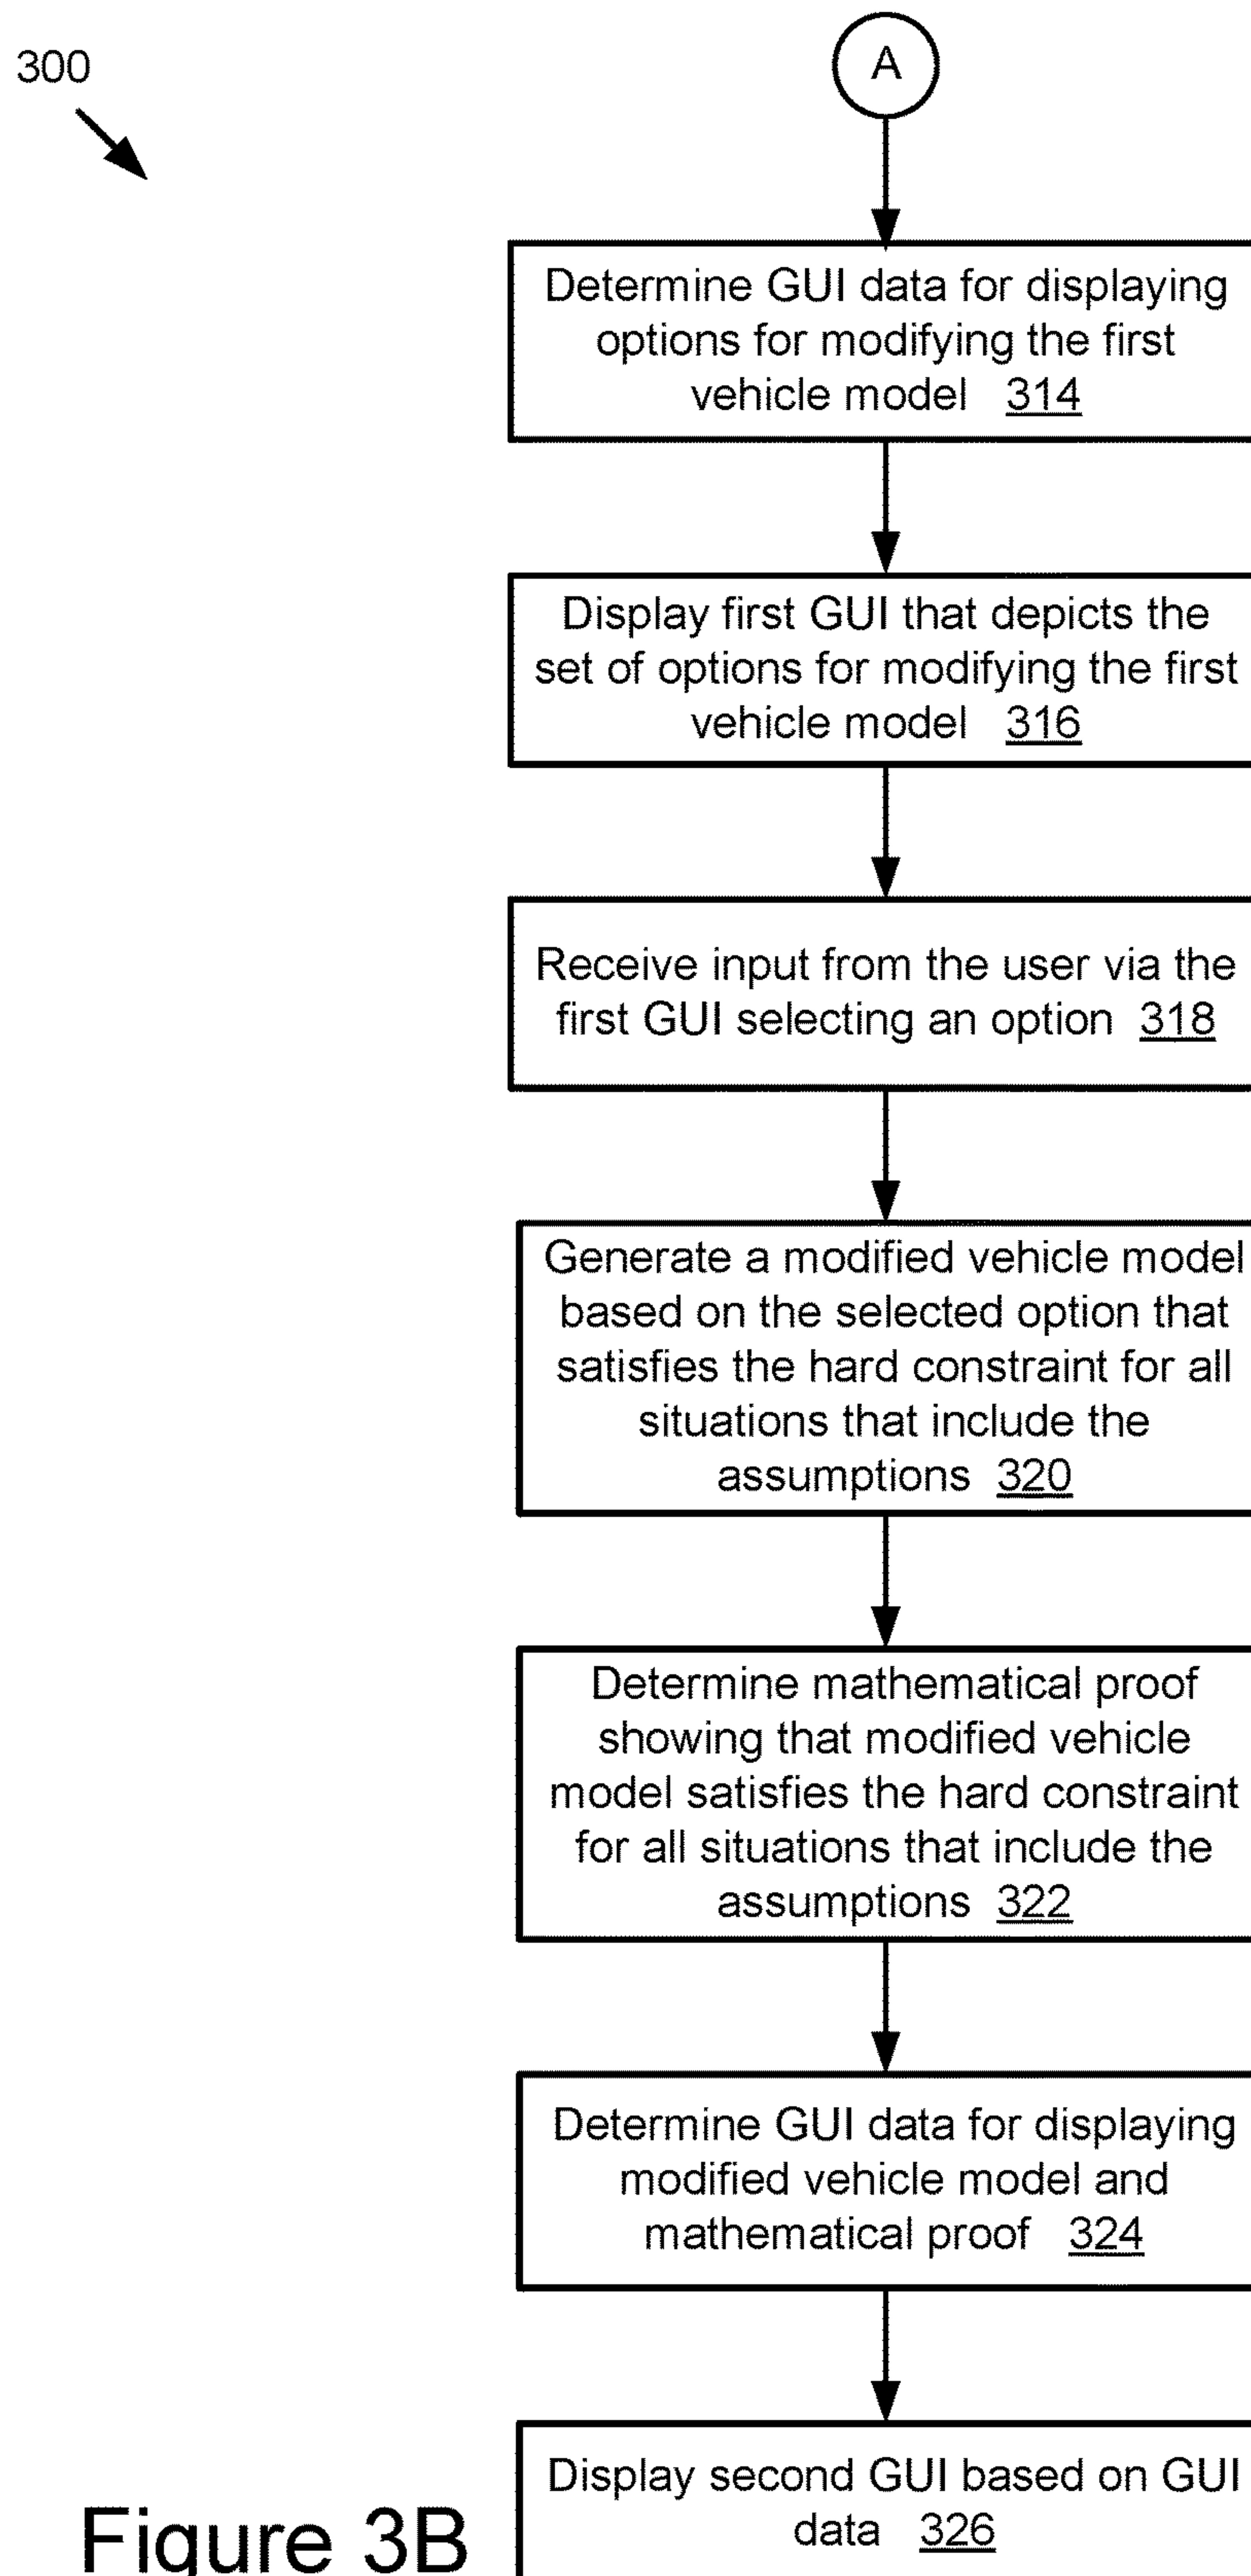 300
A
Determine GUI data for displaying
options for modifying the first
vehicle model 314
Display first GUI that depicts the
set of options for modifying the first
vehicle model 316
Receive input from the user via the
first GUI selecting an option 318
Generate a modified vehicle model
based on the selected option that
satisfies the hard constraint for all
situations that include the
assumptions 320
Determine mathematical proof
showing that modified vehicle
model satisfies the hard constraint
for all situations that include the
assumptions 322
Determine GUI data for displaying
modified vehicle model and
mathematical proof 324
Display second GUI based on GUI
data 326
Figure 3B